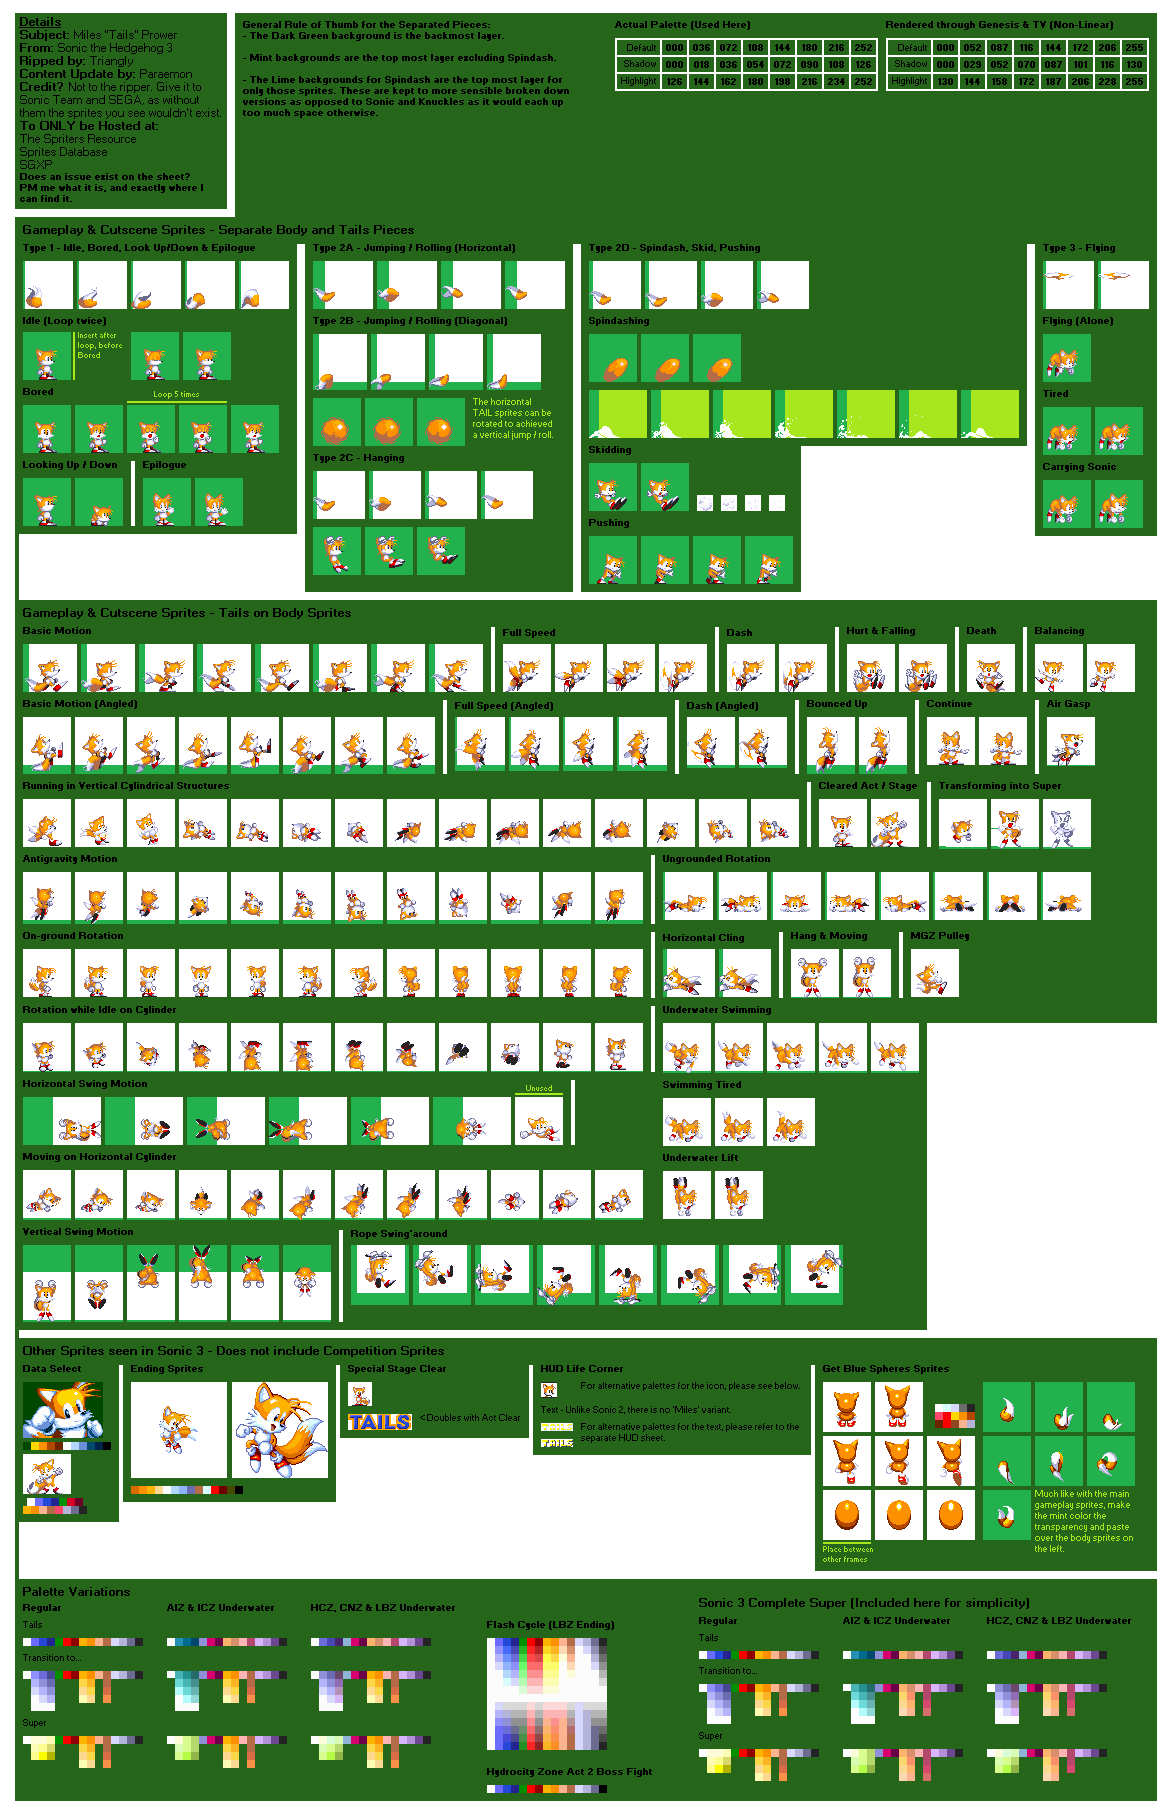 Details
Subject: Miles "Tails" Prower
From: Sonic the Hedgehog 3
Ripped by: Triangly
Content Update by: Paraemon
Credit? Not to the ripper. Give it to
Sonic Team and SEGA, as without
them the sprites you see wouldn't exist.
To ONLY be Hosted at:
The Spriters Resource
Sprites Database
SGXP
Does an issue exist on the sheet?
PM me what it is, and exactly where I
can find it.
General Rule of Thumb for the Separated Pieces:
- The Dark Green background is the backmost layer.
- Mint backgrounds are the top most layer excluding Spindash.
- The Lime backgrounds for Spindash are the top most layer for
only those sprites. These are kept to more sensible broken down
versions as opposed to Sonic and Knuckles as it would each up
too much space otherwise.
Actual Palette (Used Here)
Default 000 036 072 108 144 180 216 252
Shadow 000 018 036 054 072 090 108 126
Highlight 126 144 162 180 198 216 234 252
Rendered through Genesis & TV (Non-Linear)
Default 000 052 087 116 144 172 206 255
Shadow 000 029 052 070 087 101 116 130
Highlight 130 144 158 172 187 206 228 255
Gameplay & Cutscene Sprites - Separate Body and Tails Pieces
Type 1 - Idle, Bored, Look Up/Down & Epilogue
Idle (Loop twice)
Insert after
loop, before
Bored
Bored
Loop 5 times
Looking Up / Down
Epilogue
Type 2A - Jumping / Rolling (Horizontal)
Type 2B - Jumping / Rolling (Diagonal)
The horizontal
TAIL sprites can be
rotated to achieved
a vertical jump / roll.
Type 2C - Hanging
Type 2D - Spindash, Skid, Pushing
Spindashing
Skidding
Pushing
Type 3 - Flying
Flying (Alone)
Tired
Carrying Sonic
Gameplay & Cutscene Sprites - Tails on Body Sprites
Basic Motion
Full Speed
Dash
Hurt & Falling
Death
Balancing
Basic Motion (Angled)
Full Speed (Angled)
Dash (Angled)
Bounced Up
Continue
Air Gasp
Running in Vertical Cylindrical Structures
Cleared Act / Stage
Transforming into Super
Antigravity Motion
Ungrounded Rotation
On-ground Rotation
Horizontal Cling
Hang & Moving
MGZ Pulley
Rotation while Idle on Cylinder
Underwater Swimming
Horizontal Swing Motion
Unused
Swimming Tired
Moving on Horizontal Cylinder
Underwater Lift
Vertical Swing Motion
Rope Swing'around
Other Sprites seen in Sonic 3 - Does not include Competition Sprites
Data Select
Ending Sprites
Special Stage Clear
TAILS
<Doubles with Act Clear
HUD Life Corner
For alternative palettes for the icon, please see below.
Text - Unlike Sonic 2, there is no 'Miles' variant.
TAILS
For alternative palettes for the text, please refer to the
separate HUD sheet.
TAILS
Get Blue Spheres Sprites
Much like with the main
gameplay sprites, make
the mint color the
transparency and paste
over the body sprites on
the left.
Place between
other frames
Palette Variations
Regular
AIZ & ICZ Underwater
HCZ, CNZ & LBZ Underwater
Tails
Transition to...
Super
Flash Cycle (LBZ Ending)
Hydrocity Zone Act 2 Boss Fight
Sonic 3 Complete Super (Included here for simplicity)
Regular
AIZ & ICZ Underwater
HCZ, CNZ & LBZ Underwater
Tails
Transition to...
Super